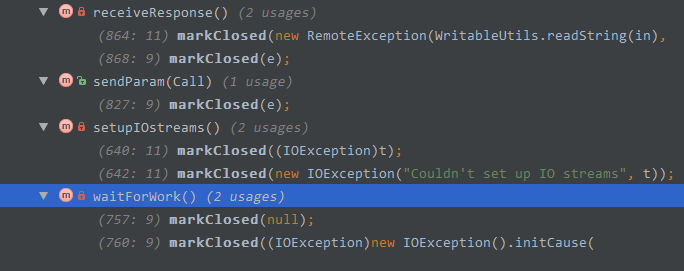 m receiveResponse() (2 usages)
(864: 11) markClosed(new RemoteException(WritableUtils.readString(in),
(868: 9) markClosed(e);
m sendParam(Call) (1 usage)
(827: 9) markClosed(e);
m setupIOstreams() (2 usages)
(640: 11) markClosed((IOException)t);
(642: 11) markClosed(new IOException("Couldn't set up IO streams", t));
m waitForWork() (2 usages)
(757: 9) markClosed(null);
(760: 9) markClosed((IOException)new IOException().initCause(